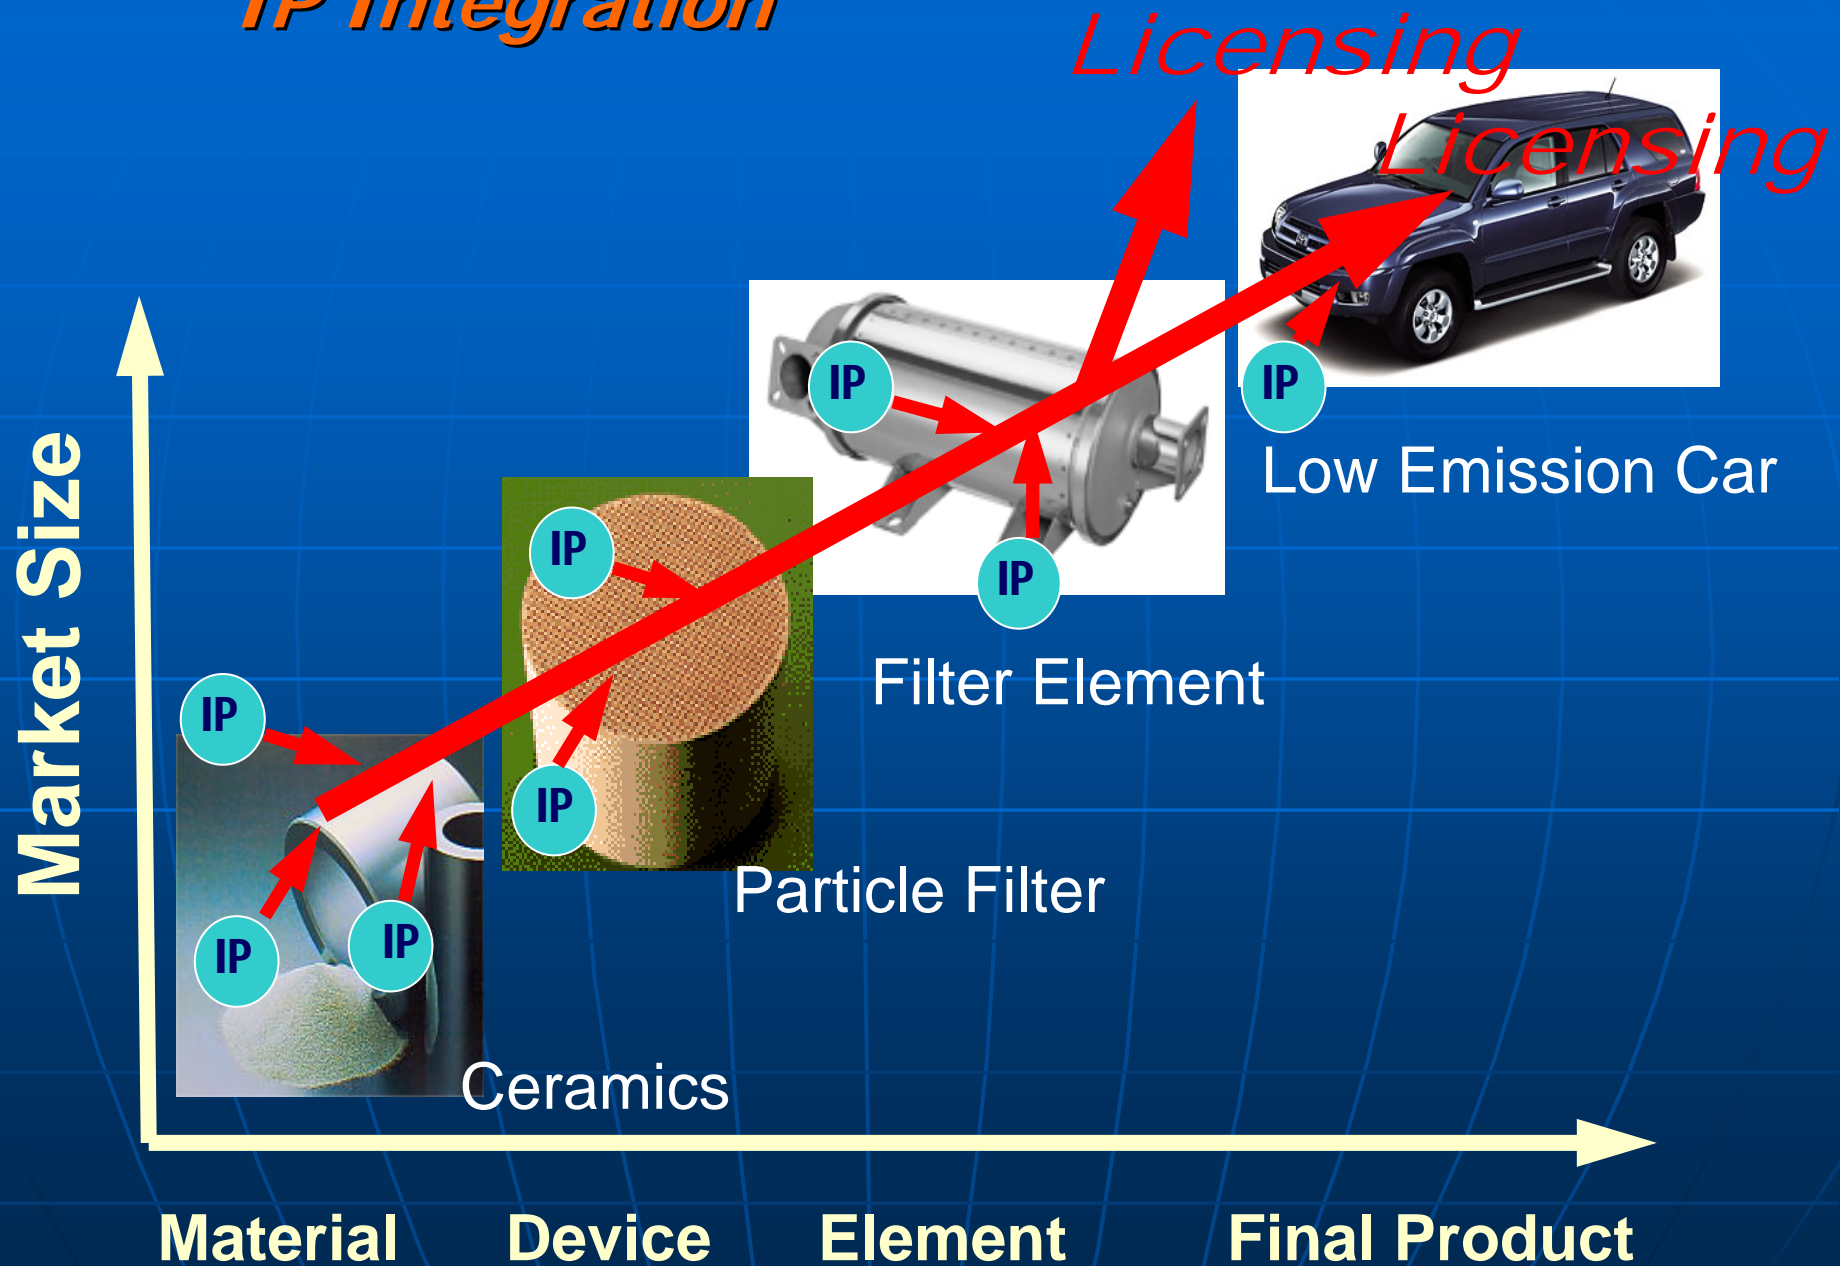 IP Integration
Licensing
Licensing
IP
IP
Low Emission Car
IP
IP
IP
Filter Element
IP
IP
Particle Filter
IP
IP
Ceramics
Market Size
Material Device Element Final Product